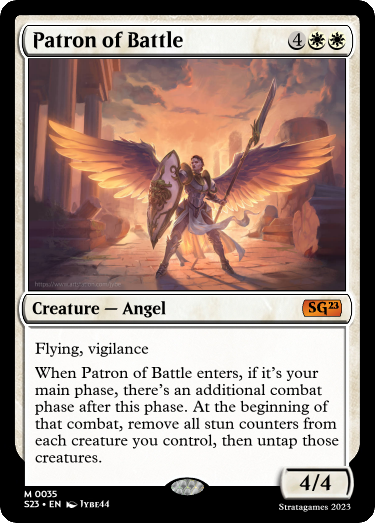 Patron of Battle 4
Creature — Angel SG23
Flying, vigilance
When Patron of Battle enters, if it's your
main phase, there's an additional combat
phase after this phase. At the beginning of
that combat, remove all stun counters from
each creature you control, then untap those
creatures.
4/4
M 0035
S23 • EN JYBE44
Stratagames 2023